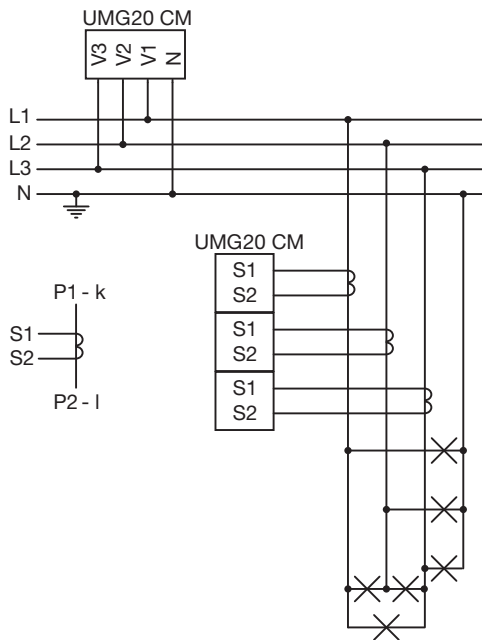 UMG20 CM
V3 V2 V1 N
L1
L2
L3
N
UMG20 CM
S1
S2
S1
S2
S1
S2
P1 - k
S1
S2
P2 - l